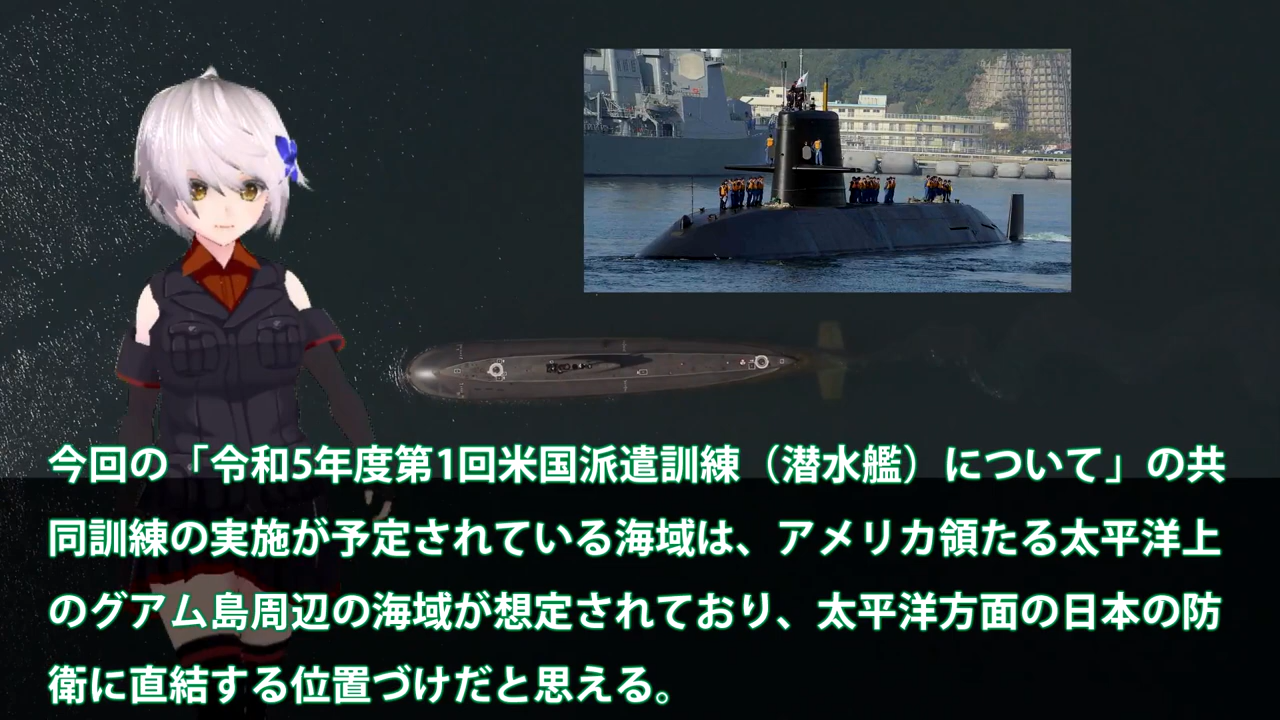 今回の「令和5年度第1回米国派遣訓練（潜水艦）について」の共
同訓練の実施が予定されている海域は、アメリカ領たる太平洋上
のグアム島周辺の海域が想定されており、太平洋方面の日本の防
衛に直結する位置づけだと思える。